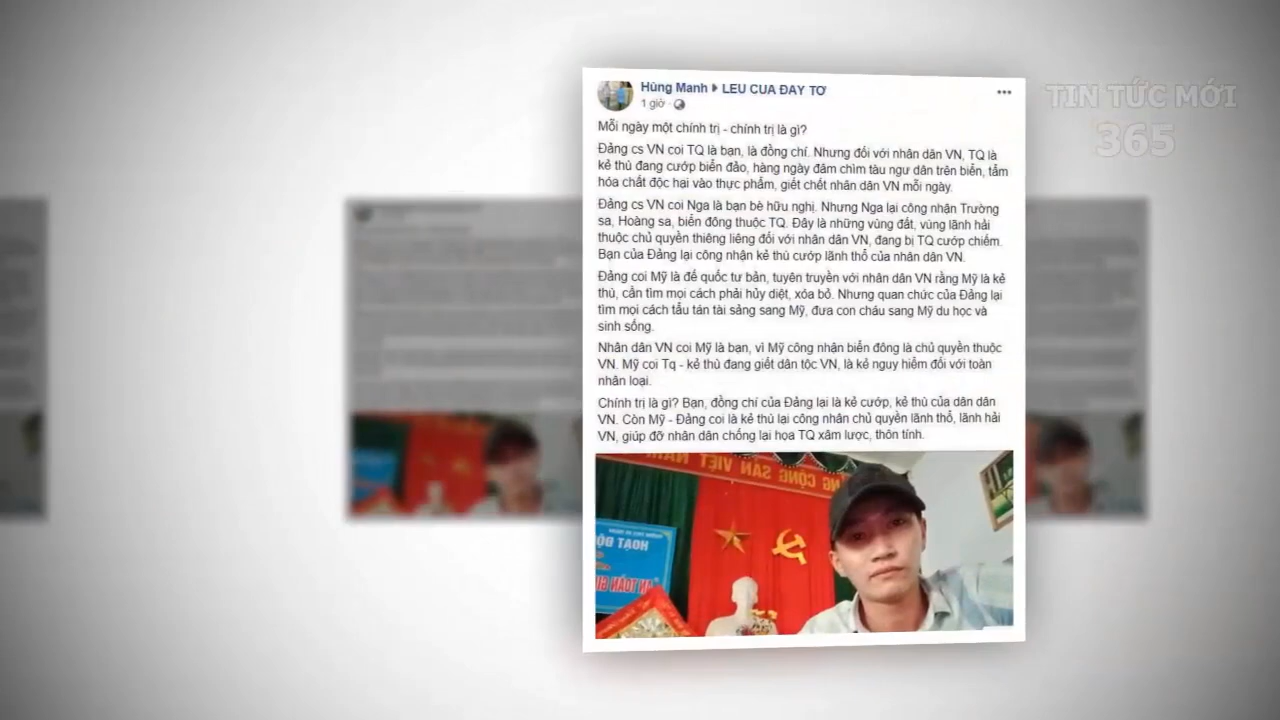 TIN TỨC MỚI
365
Hùng Manh ▸ LEU CUA ĐAY TƠ
1 giờ ·
Mỗi ngày một chính trị - chính trị là gì?
Đảng cs VN coi TQ là bạn, là đồng chí. Nhưng đối với nhân dân VN, TQ là
kẻ thù đang cướp biển đảo, hàng ngày đâm chìm tàu ngư dân trên biển, tẩm
hóa chất độc hại vào thực phẩm, giết chết nhân dân VN mỗi ngày.
Đảng cs VN coi Nga là bạn bè hữu nghị. Nhưng Nga lại công nhận Trường
sa, Hoàng sa, biển đông thuộc TQ. Đây là những vùng đất, vùng lãnh hải
thuộc chủ quyền thiêng liêng đối với nhân dân VN, đang bị TQ cướp chiếm.
Bạn của Đảng lại công nhận kẻ thù cướp lãnh thổ của nhân dân VN.
Đảng coi Mỹ là đế quốc tư bản, tuyên truyền với nhân dân VN rằng Mỹ là kẻ
thù, cần tìm mọi cách phải hủy diệt, xóa bỏ. Nhưng quan chức của Đảng lại
tìm mọi cách tẩu tán tài sảng sang Mỹ, đưa con cháu sang Mỹ du học và
sinh sống.
Nhân dân VN coi Mỹ là bạn, vì Mỹ công nhận biển đông là chủ quyền thuộc
VN. Mỹ coi Tq - kẻ thù đang giết dân tộc VN, là kẻ nguy hiểm đối với toàn
nhân loại.
Chính trị là gì? Bạn, đồng chí của Đảng lại là kẻ cướp, kẻ thù của dân dân
VN. Còn Mỹ - Đảng coi là kẻ thù lại công nhân chủ quyền lãnh thổ, lãnh hải
VN, giúp đỡ nhân dân chống lại họa TQ xâm lược, thôn tính.
CỘNG SẢN VIỆT NAM
HOẠT ĐỘ